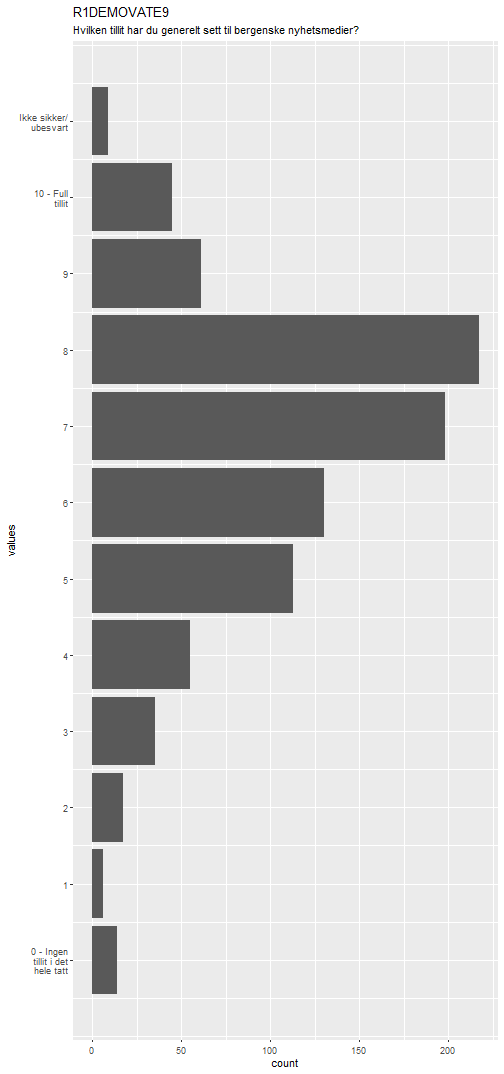 R1DEMOVATE9
Hvilken tillit har du generelt sett til bergenske nyhetsmedier?
Ikke sikker/
ubesvart
10 - Full
tillit
9
8
7
6
5
4
3
2
1
0 - Ingen
tillit i det
hele tatt
values
0
50
100
150
200
count